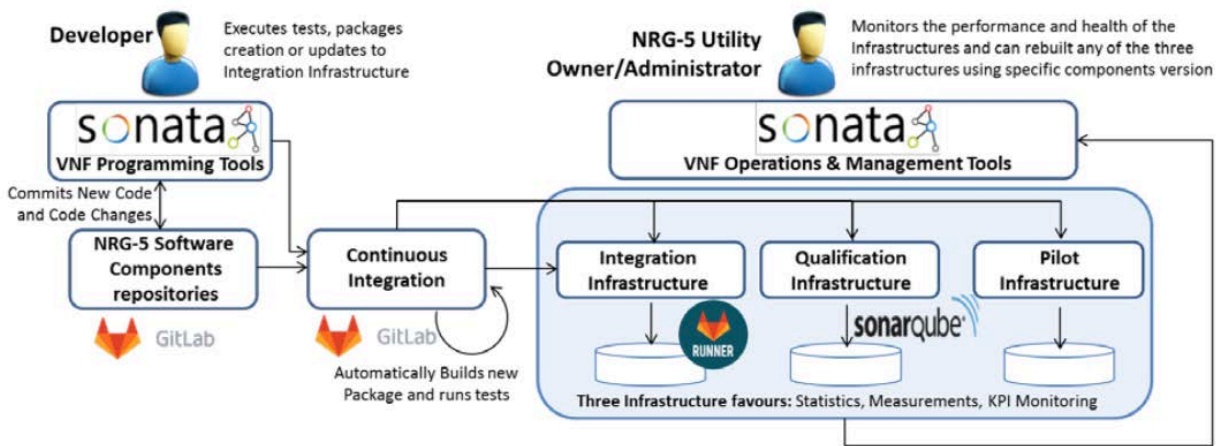 Developer
Executes tests, packages
creation or updates to
Integration Infrastructure
NRG-5 Utility
Owner/Administrator
Monitors the performance and health of the
Infrastructures and can rebuilt any of the three
infrastructures using specific components version
sonata
VNF Programming Tools
sonata
VNF Operations & Management Tools
Commits New Code
and Code Changes
NRG-5 Software
Components
repositories
Continuous
Integration
Integration
Infrastructure
Qualification
Infrastructure
Pilot
Infrastructure
GitLab
GitLab
RUNNER
sonarqube
Automatically Builds new
Package and runs tests
Three Infrastructure favours: Statistics, Measurements, KPI Monitoring